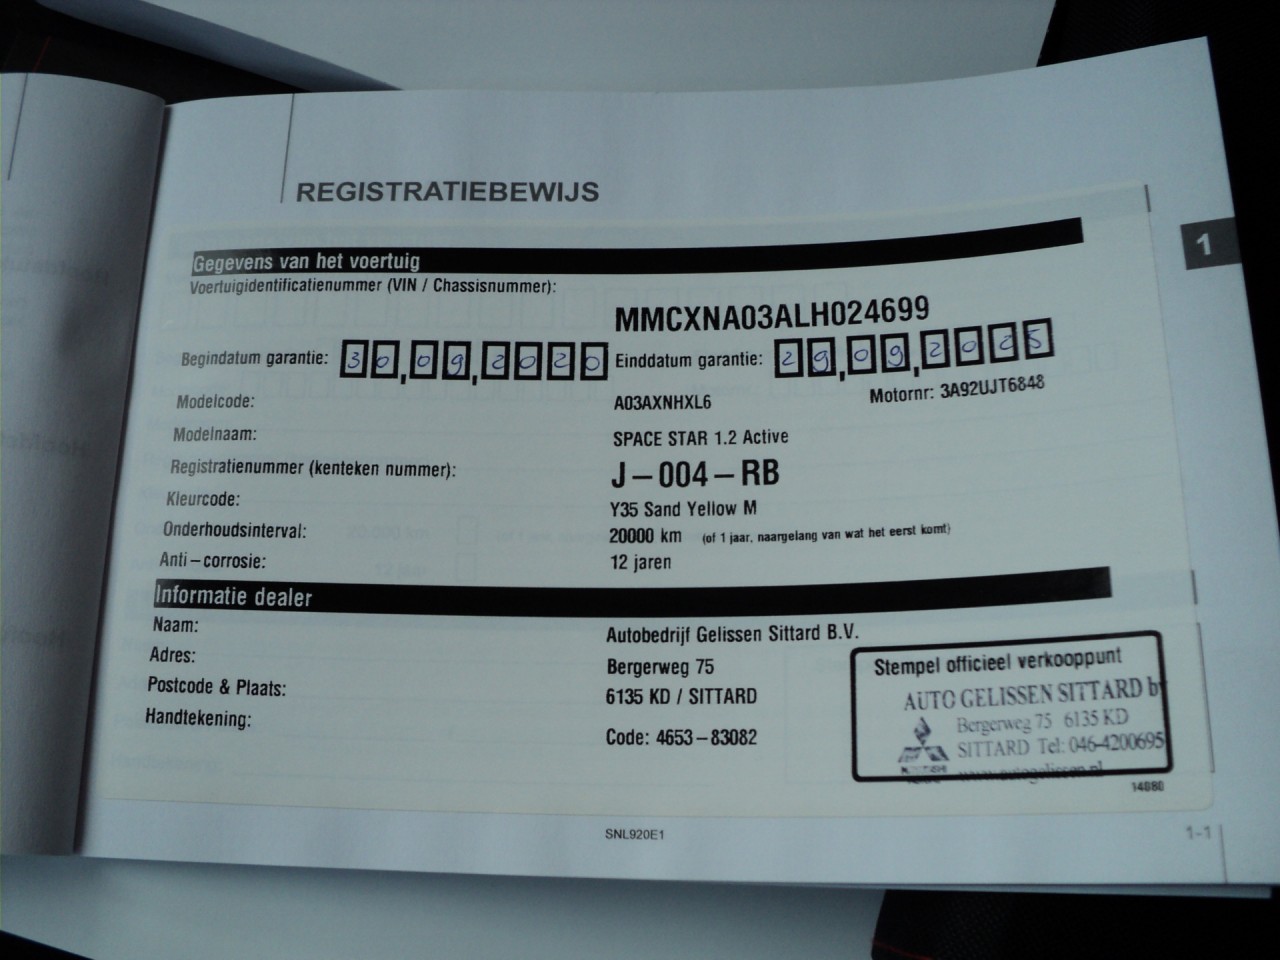 REGISTRATIEBEWIJS
1
Gegevens van het voertuig
Voertuigidentificatienummer (VIN / Chassisnummer):
MMCXNA03ALH024699
Begindatum garantie: 30,09,2020 Einddatum garantie: 29,09,2025
Modelcode: A03AXNHXL6 Motornr: 3A92UJT6848
Modelnaam: SPACE STAR 1.2 Active
Registratienummer (kenteken nummer): J-004-RB
Kleurcode: Y35 Sand Yellow M
Onderhoudsinterval: 20000 km (of 1 jaar, naargelang van wat het eerst komt)
Anti-corrosie: 12 jaren
Informatie dealer
Naam: Autobedrijf Gelissen Sittard B.V.
Adres: Bergerweg 75
Postcode & Plaats: 6135 KD / SITTARD
Handtekening:
Code: 4653-83082
Stempel officieel verkooppunt
AUTO GELISSEN SITTARD bv
Bergerweg 75 6135 KD
SITTARD Tel: 046-4200695
www.autogelissen.nl
14080
SNL920E1
1-1